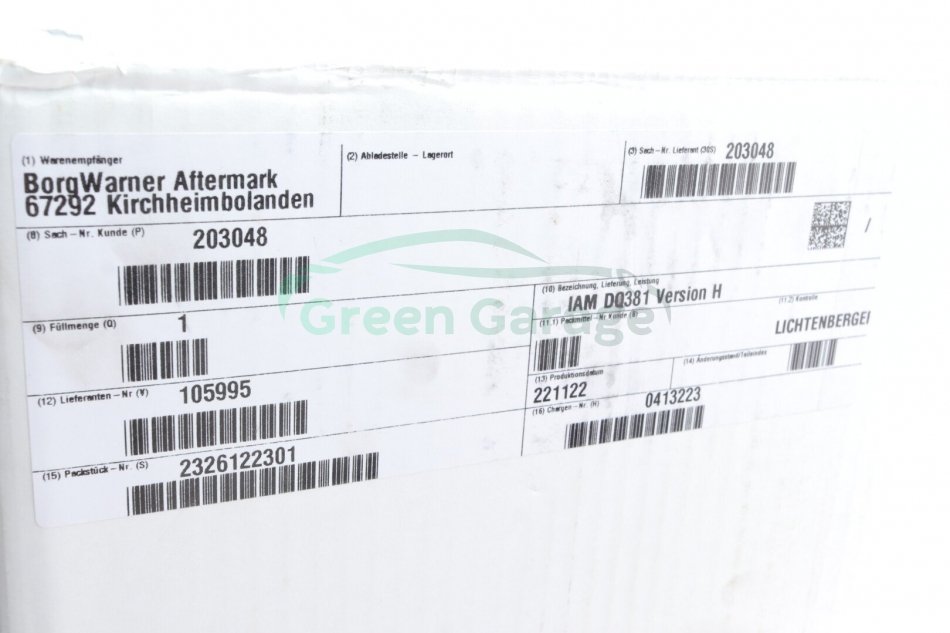 (1) Warenempfänger
BorgWarner Aftermark
67292 Kirchheimbolanden
(2) Abladestelle – Lagerort
(3) Sach–Nr. Lieferant (30S) 203048
(8) Sach–Nr. Kunde (P) 203048
/
(9) Füllmenge (Q) 1
(10) Bezeichnung, Lieferung, Leistung
IAM DQ381 Version H
(11.1) Packmittel–Nr Kunde (B)
(11.2) Kontrolle
LICHTENBERGER
(12) Lieferanten–Nr (V) 105995
(13) Produktionsdatum
221122
(14) Änderungsstand/Teileindex
(15) Packstück–Nr. (S) 2326122301
(16) Chargen–Nr. (H) 0413223
Green Garage